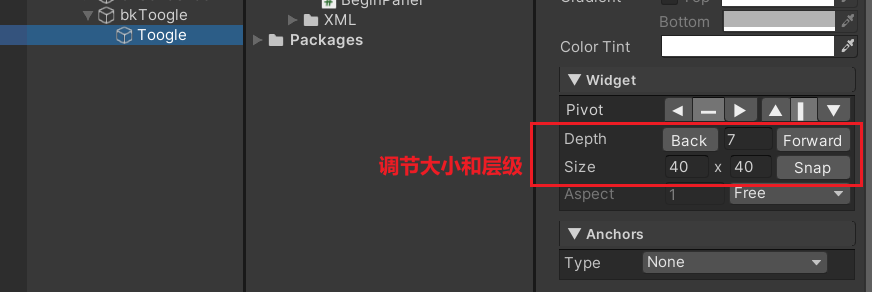 bkToogle
Toogle
BeginPanel
XML
Packages
Gradient Top
Bottom
Color Tint
Widget
Pivot
Depth Back 7 Forward
Size 40 x 40 Snap
调节大小和层级
Aspect 1 Free
Anchors
Type None